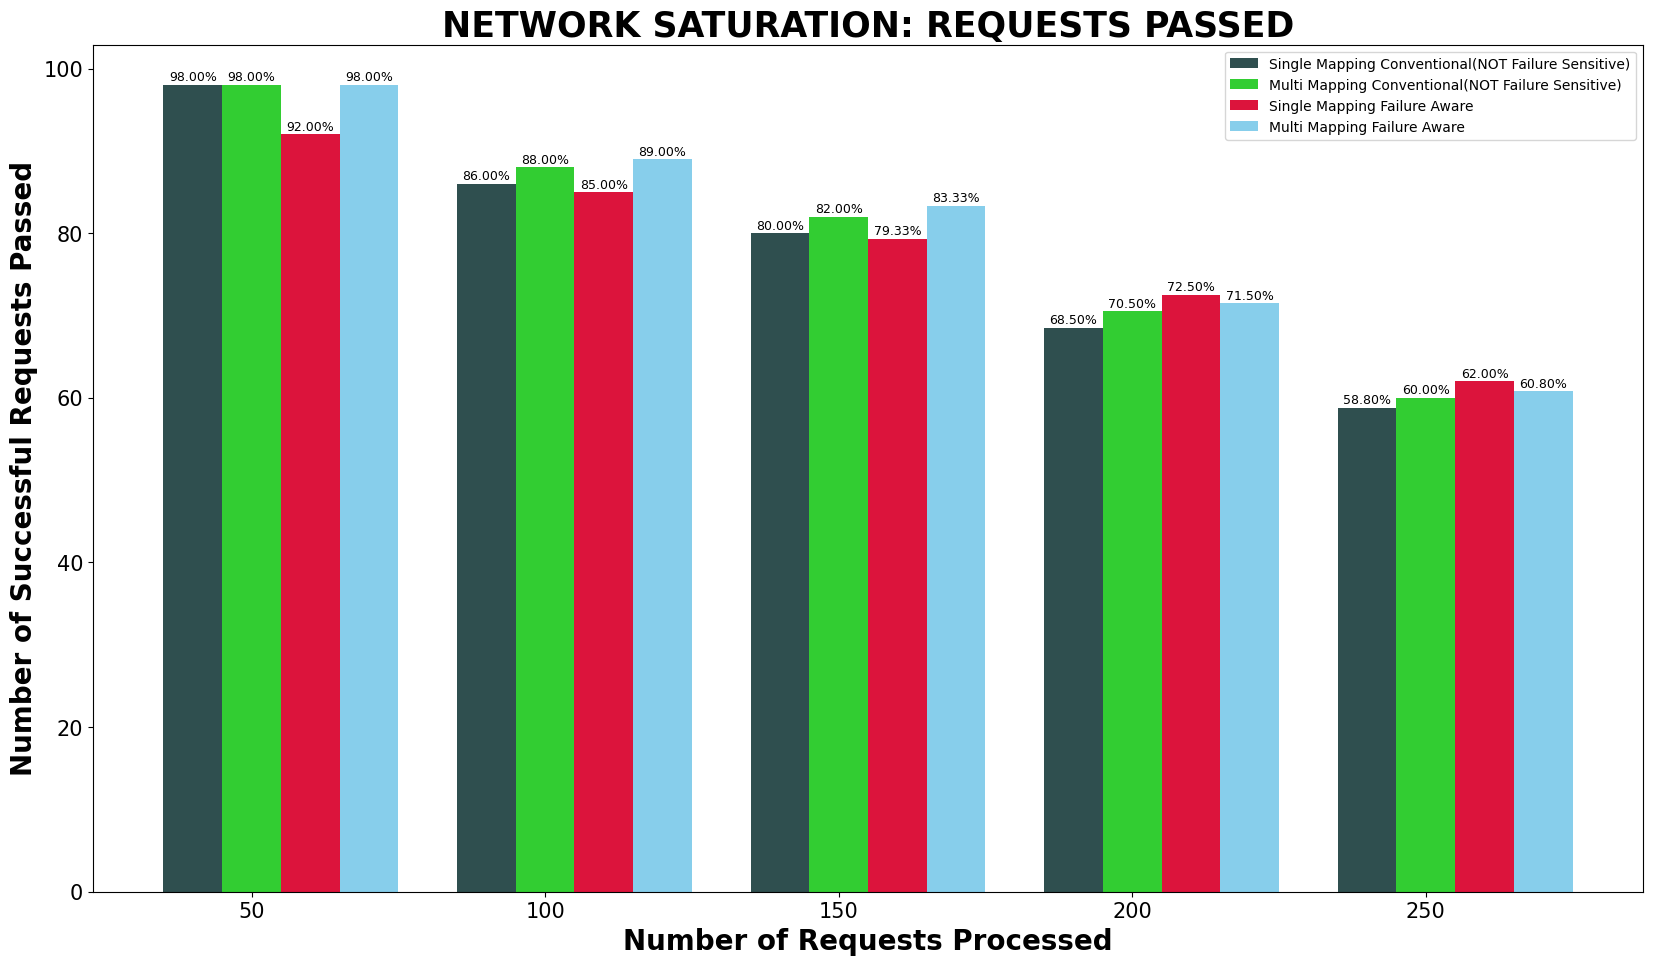 NETWORK SATURATION: REQUESTS PASSED
Single Mapping Conventional(NOT Failure Sensitive)
Multi Mapping Conventional(NOT Failure Sensitive)
Single Mapping Failure Aware
Multi Mapping Failure Aware
Number of Successful Requests Passed
100
80
60
40
20
0
98.00% 98.00% 92.00% 98.00%
86.00% 88.00% 85.00% 89.00%
80.00% 82.00% 79.33% 83.33%
68.50% 70.50% 72.50% 71.50%
58.80% 60.00% 62.00% 60.80%
50 100 150 200 250
Number of Requests Processed